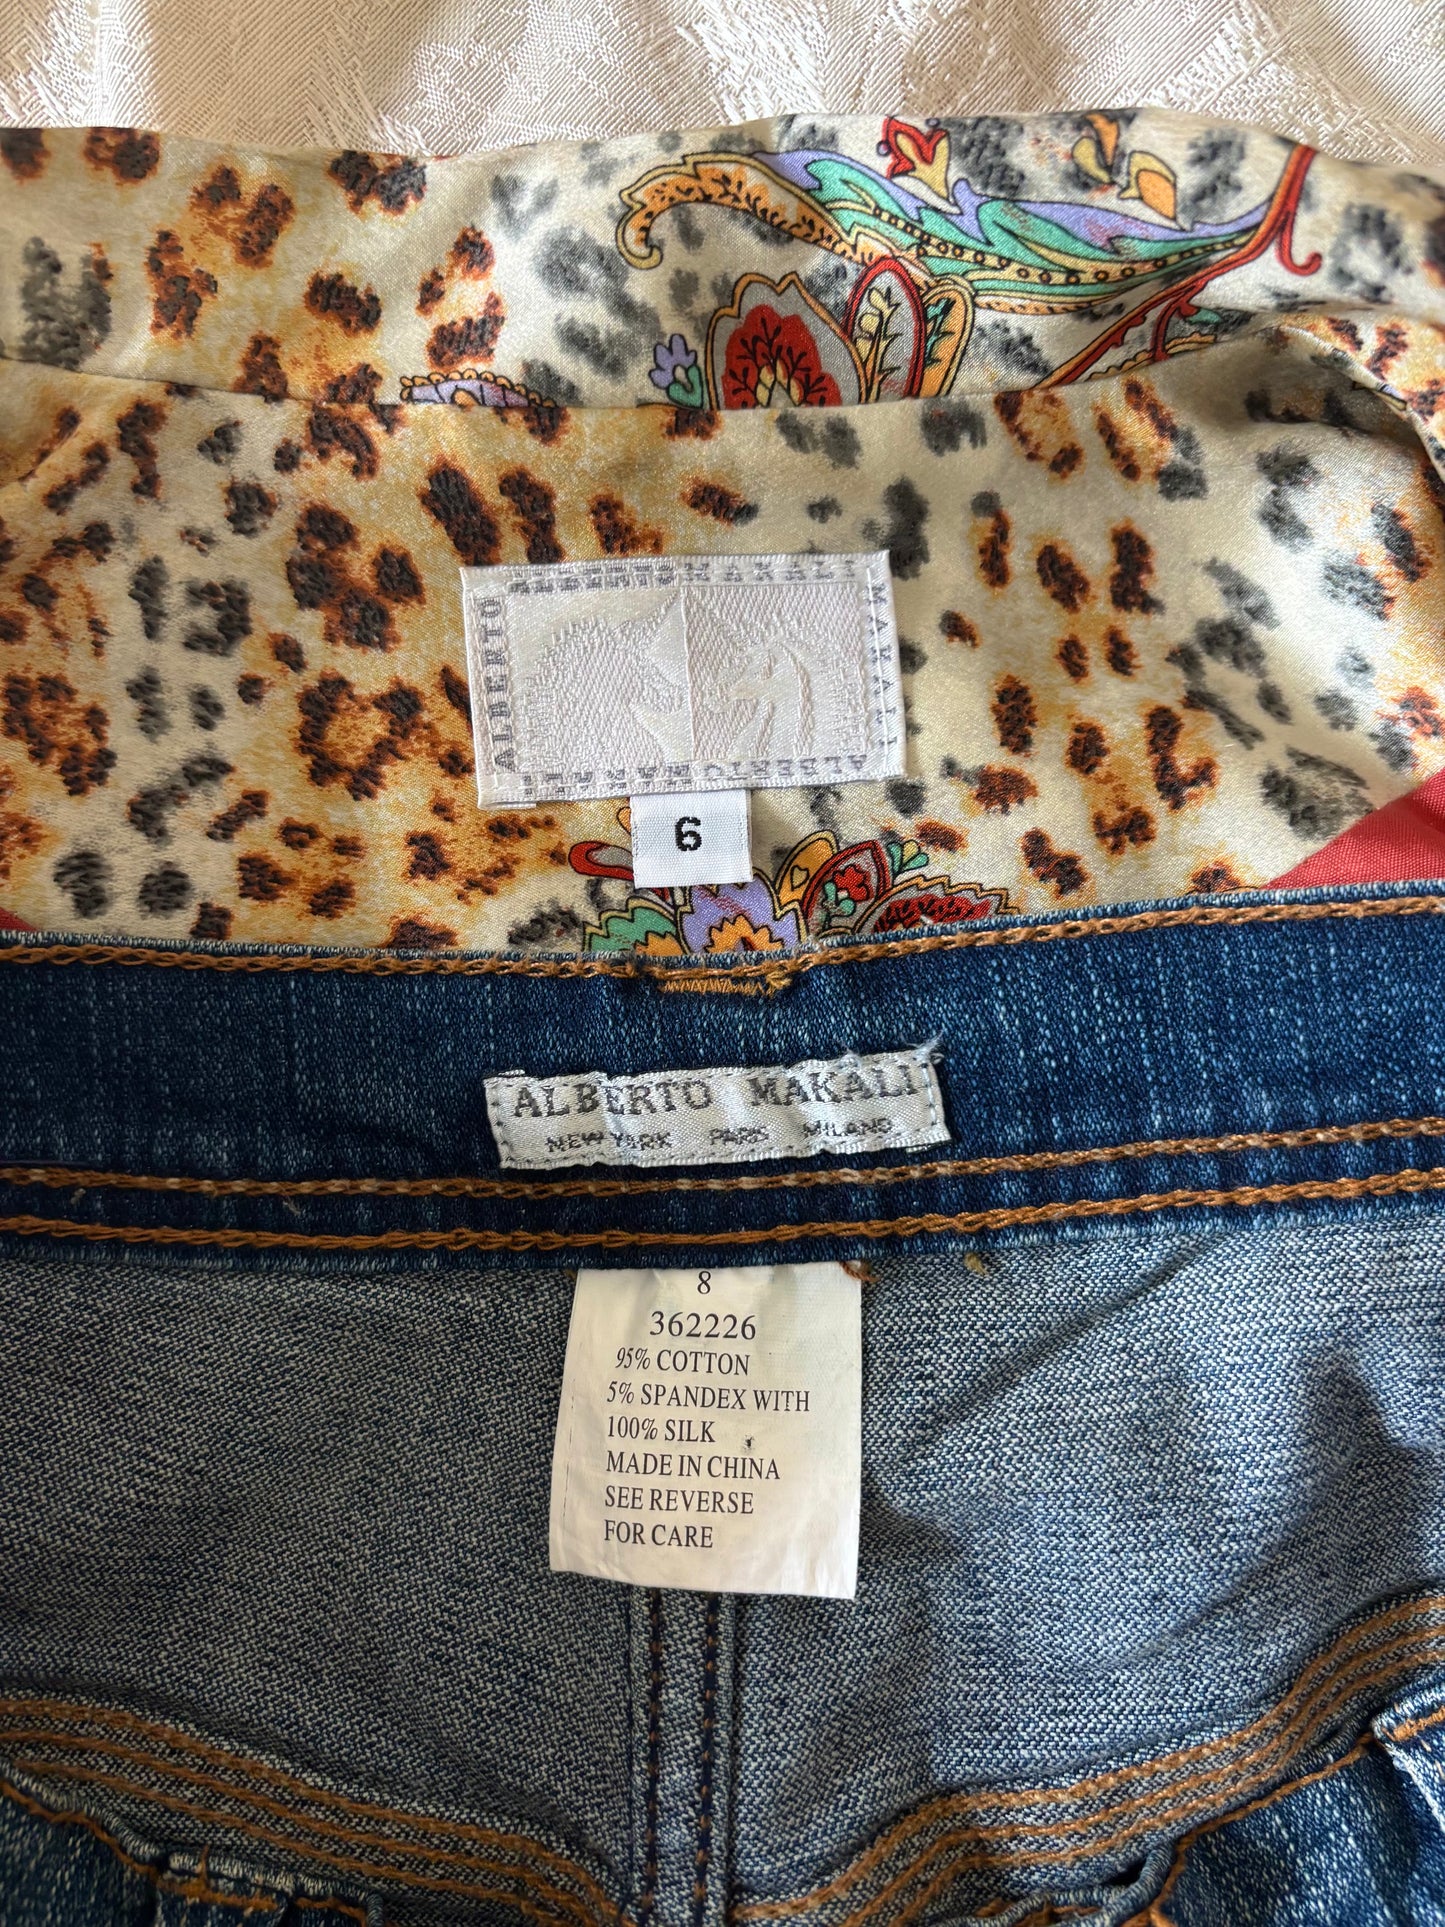 ALBERTO MAKALI
MAKALI
ALBERTO
ALBERTO
6
ALBERTO MAKALI
NEW YORK PARIS MILANO
8
362226
95% COTTON
5% SPANDEX WITH
100% SILK
MADE IN CHINA
SEE REVERSE
FOR CARE